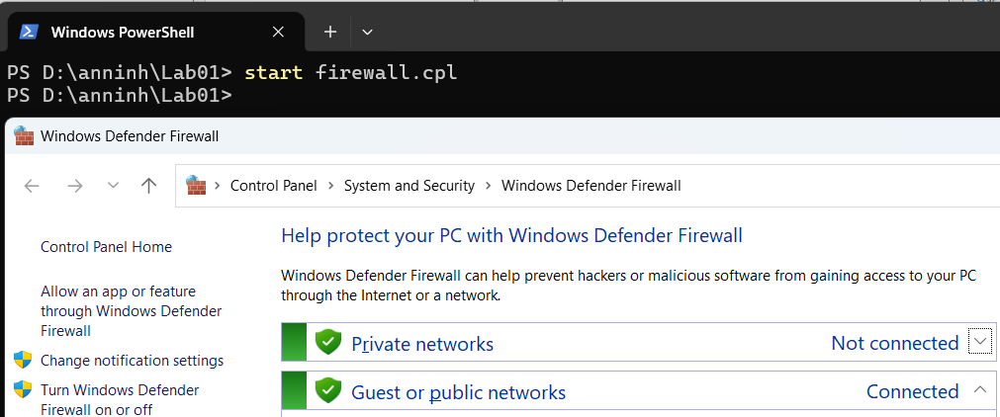 Windows PowerShell
PS D:\anninh\Lab01> start firewall.cpl
PS D:\anninh\Lab01>
Windows Defender Firewall
Control Panel > System and Security > Windows Defender Firewall
Control Panel Home
Allow an app or feature
through Windows Defender
Firewall
Change notification settings
Turn Windows Defender
Firewall on or off
Help protect your PC with Windows Defender Firewall
Windows Defender Firewall can help prevent hackers or malicious software from gaining access to your PC
through the Internet or a network.
Private networks Not connected
Guest or public networks Connected